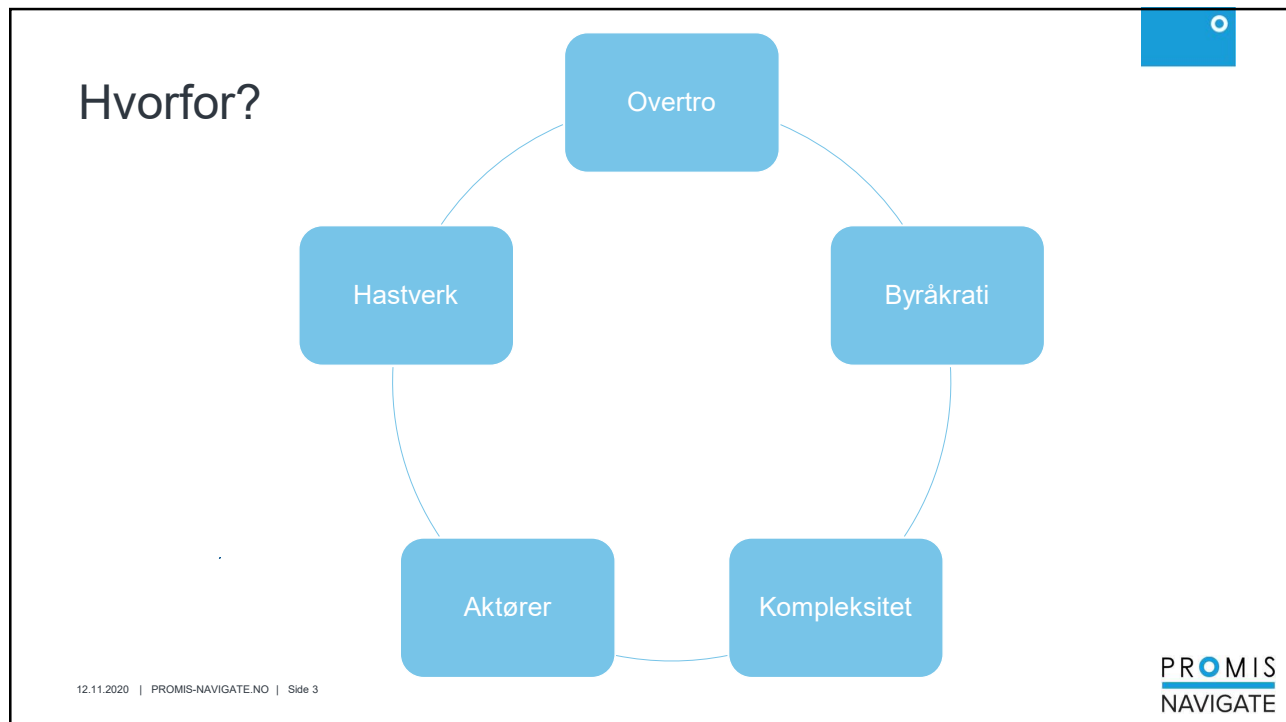 Hvorfor?
Overtro
Hastverk
Byråkrati
Aktører
Kompleksitet
12.11.2020 | PROMIS-NAVIGATE.NO | Side 3
PROMIS
NAVIGATE